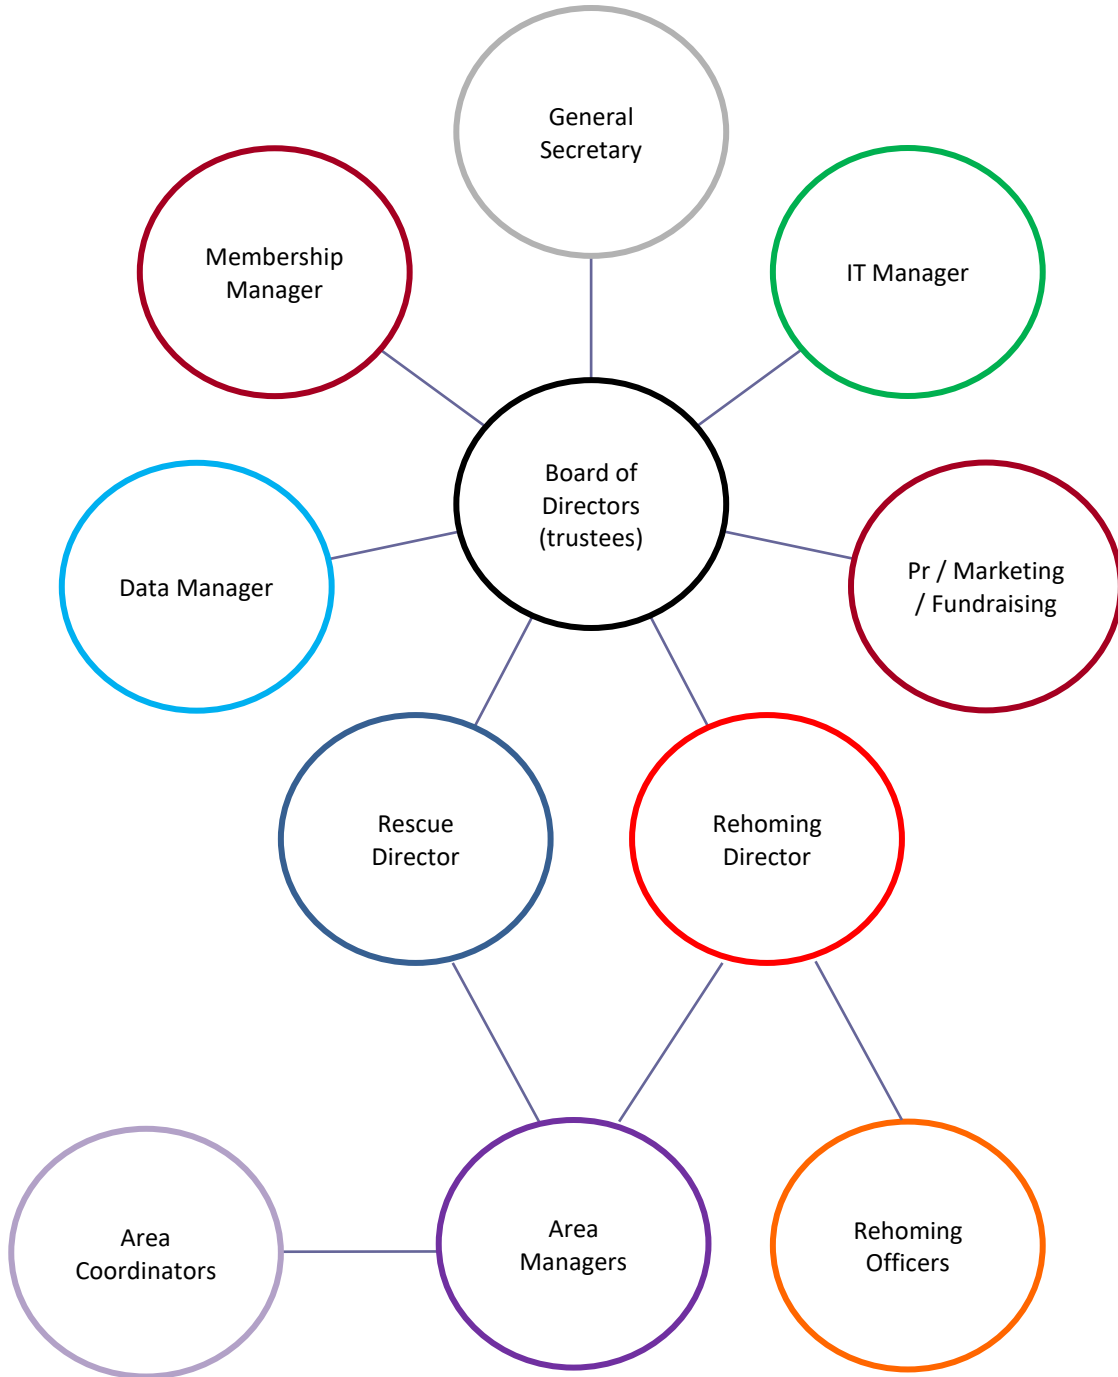 General
Secretary
Membership
Manager
IT Manager
Board of
Directors
(trustees)
Data Manager
Pr / Marketing
/ Fundraising
Rescue
Director
Rehoming
Director
Area
Coordinators
Area
Managers
Rehoming
Officers